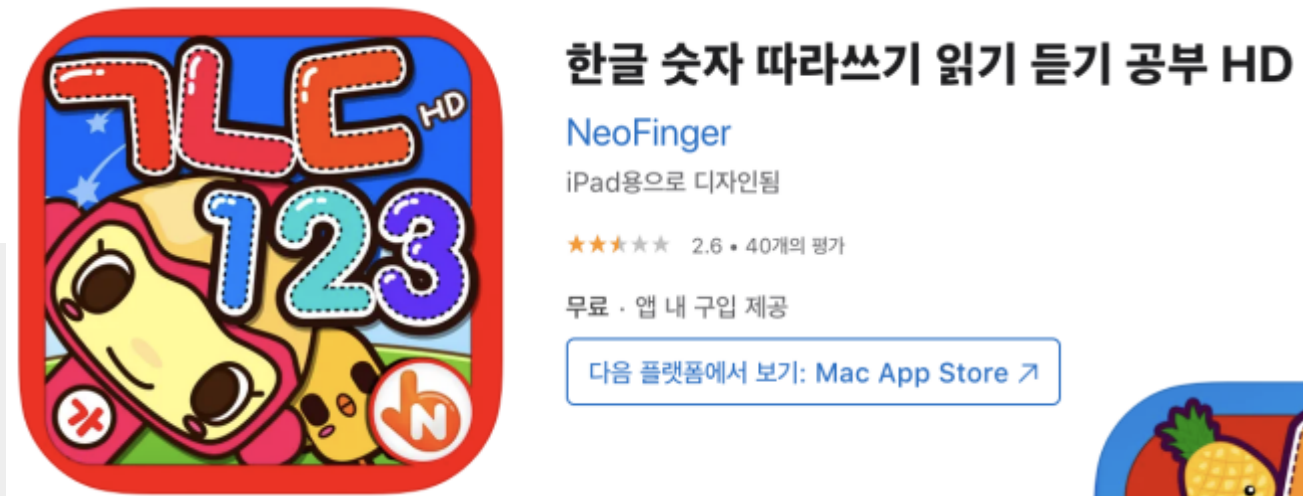 ㄱㄴㄷ
HD
123
가
N
한글 숫자 따라쓰기 읽기 듣기 공부 HD
NeoFinger
iPad용으로 디자인됨
2.6 • 40개의 평가
무료 · 앱 내 구입 제공
다음 플랫폼에서 보기: Mac App Store ↗